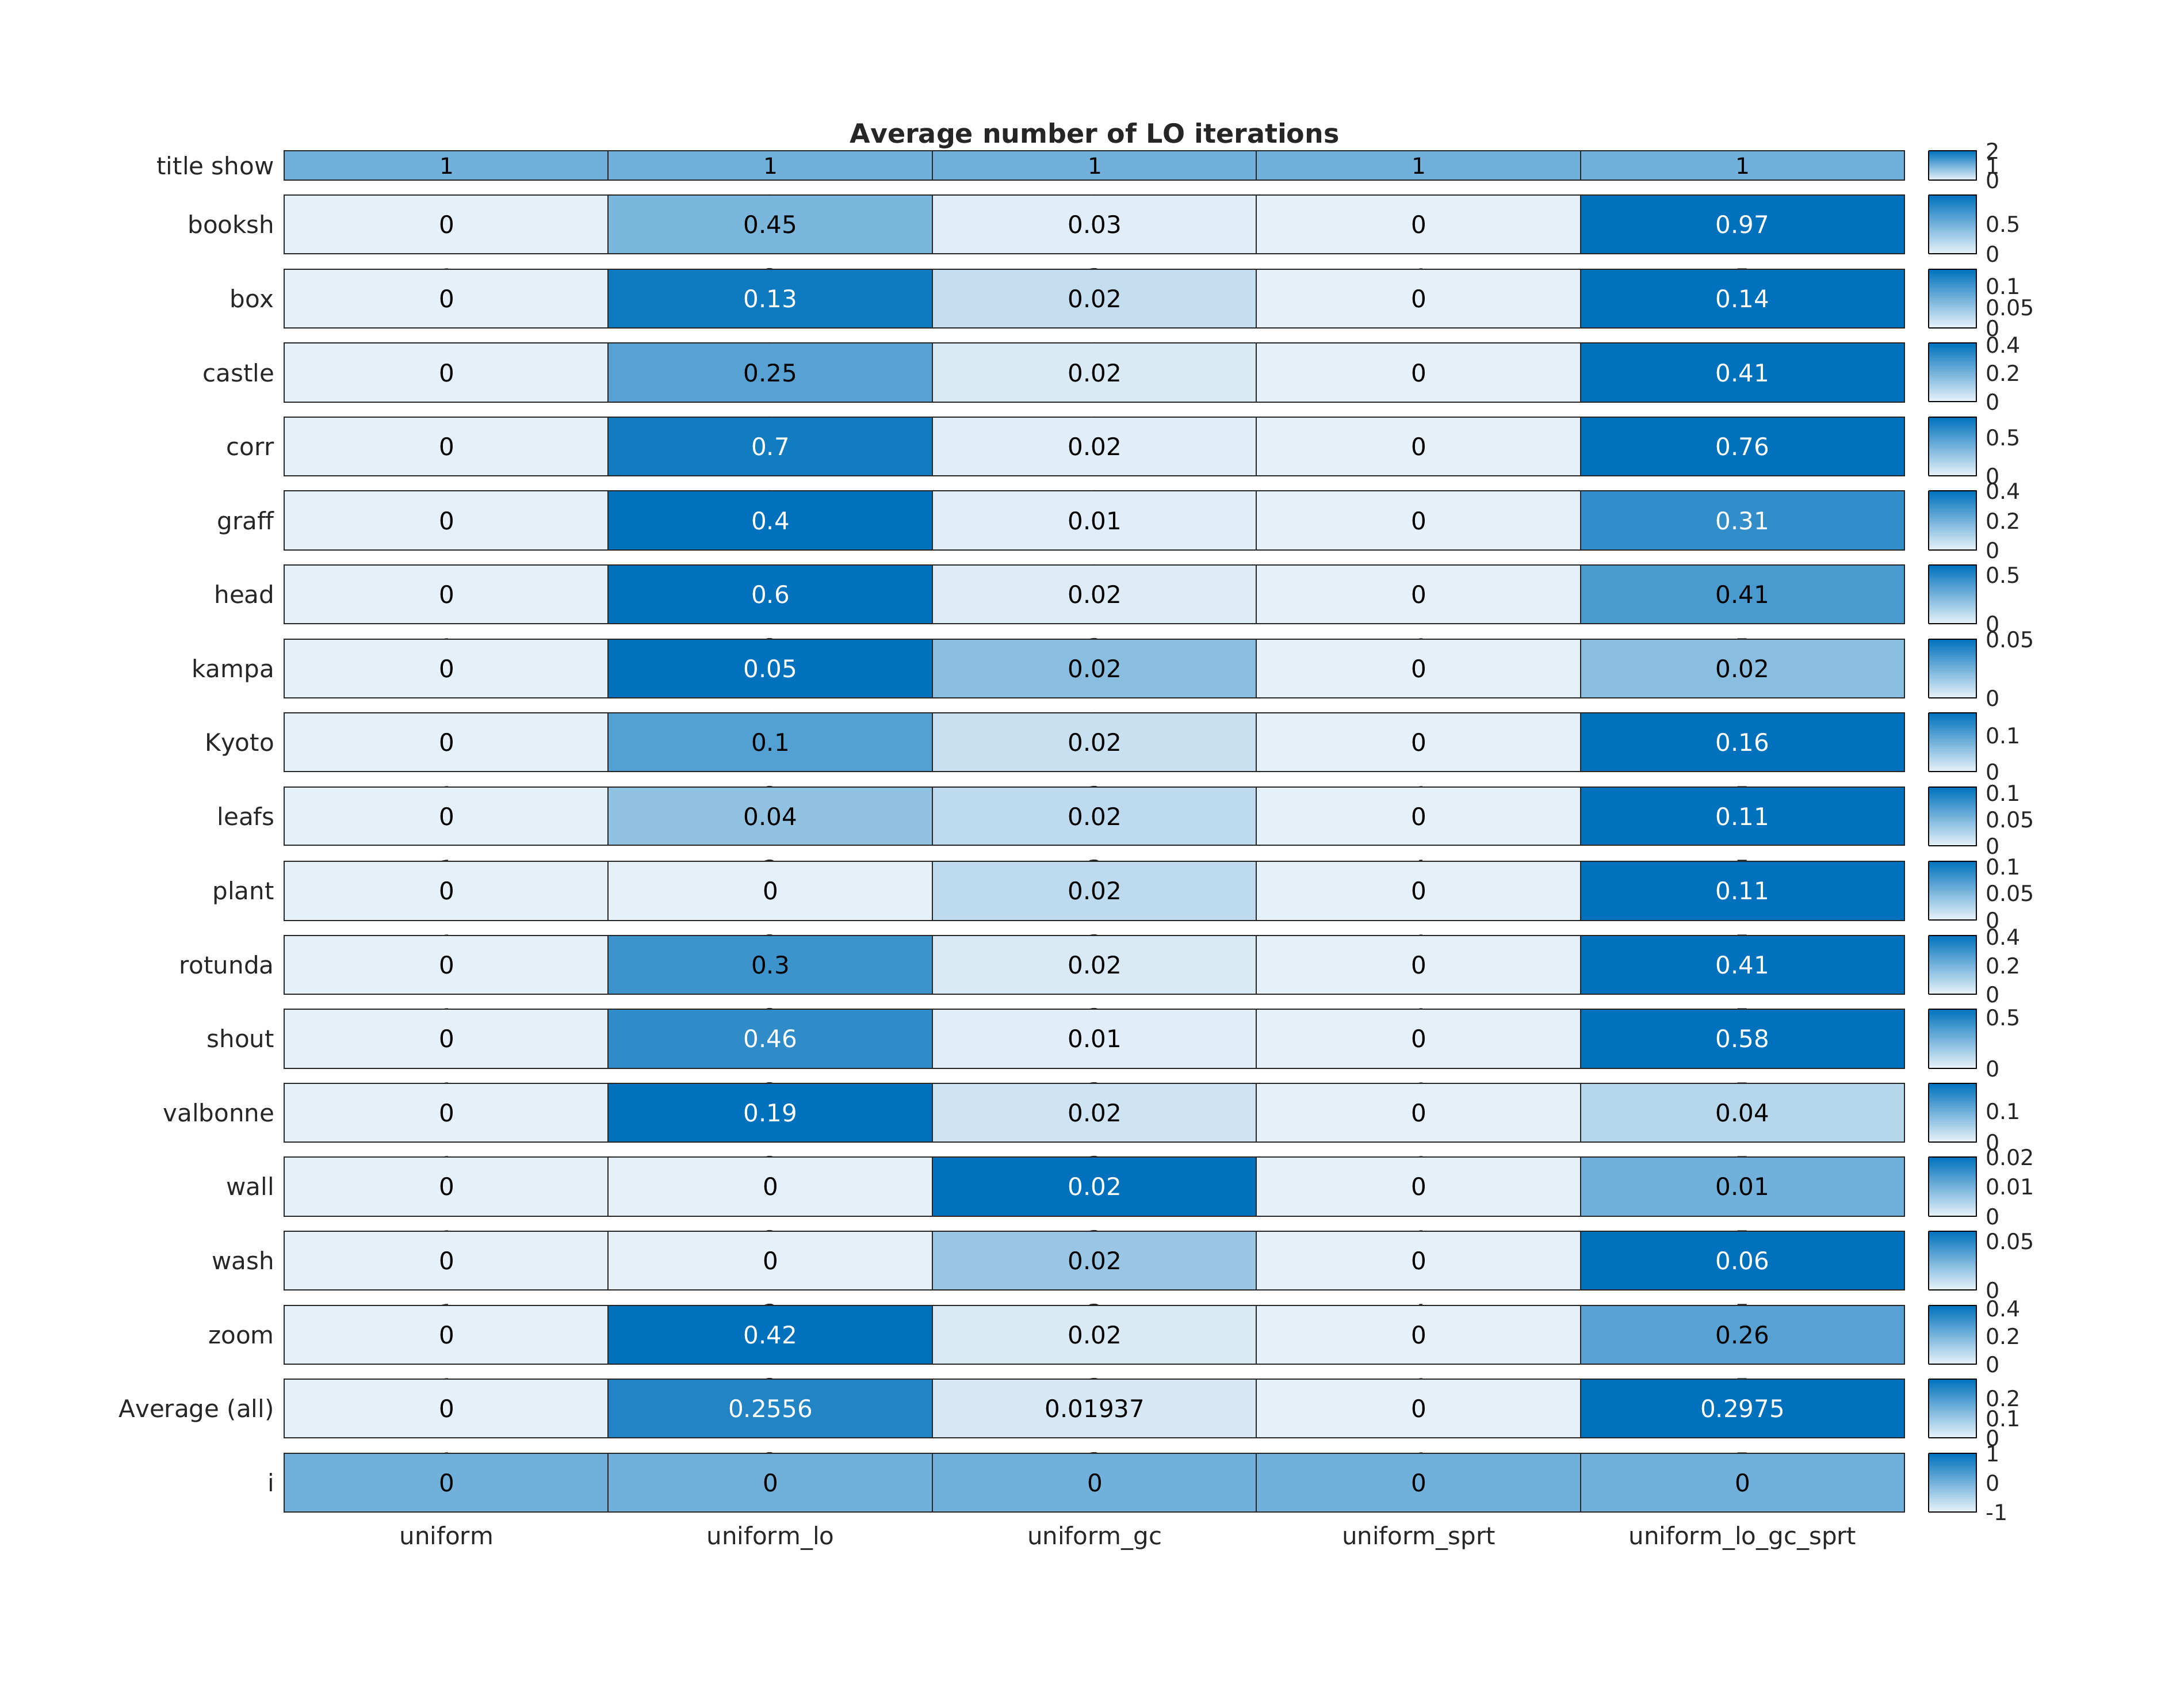 Average number of LO iterations
title show 1 1 1 1 1 2 1 0
booksh 0 0.45 0.03 0 0.97 0.5 0
box 0 0.13 0.02 0 0.14 0.1 0.05 0
castle 0 0.25 0.02 0 0.41 0.4 0.2 0
corr 0 0.7 0.02 0 0.76 0.5 0
graff 0 0.4 0.01 0 0.31 0.4 0.2 0
head 0 0.6 0.02 0 0.41 0.5 0
kampa 0 0.05 0.02 0 0.02 0.05 0
Kyoto 0 0.1 0.02 0 0.16 0.1 0
leafs 0 0.04 0.02 0 0.11 0.1 0.05 0
plant 0 0 0.02 0 0.11 0.1 0.05 0
rotunda 0 0.3 0.02 0 0.41 0.4 0.2 0
shout 0 0.46 0.01 0 0.58 0.5 0
valbonne 0 0.19 0.02 0 0.04 0.1 0
wall 0 0 0.02 0 0.01 0.02 0.01 0
wash 0 0 0.02 0 0.06 0.05 0
zoom 0 0.42 0.02 0 0.26 0.4 0.2 0
Average (all) 0 0.2556 0.01937 0 0.2975 0.2 0.1 0
i 0 0 0 0 0 1 0 -1
uniform uniform_lo uniform_gc uniform_sprt uniform_lo_gc_sprt